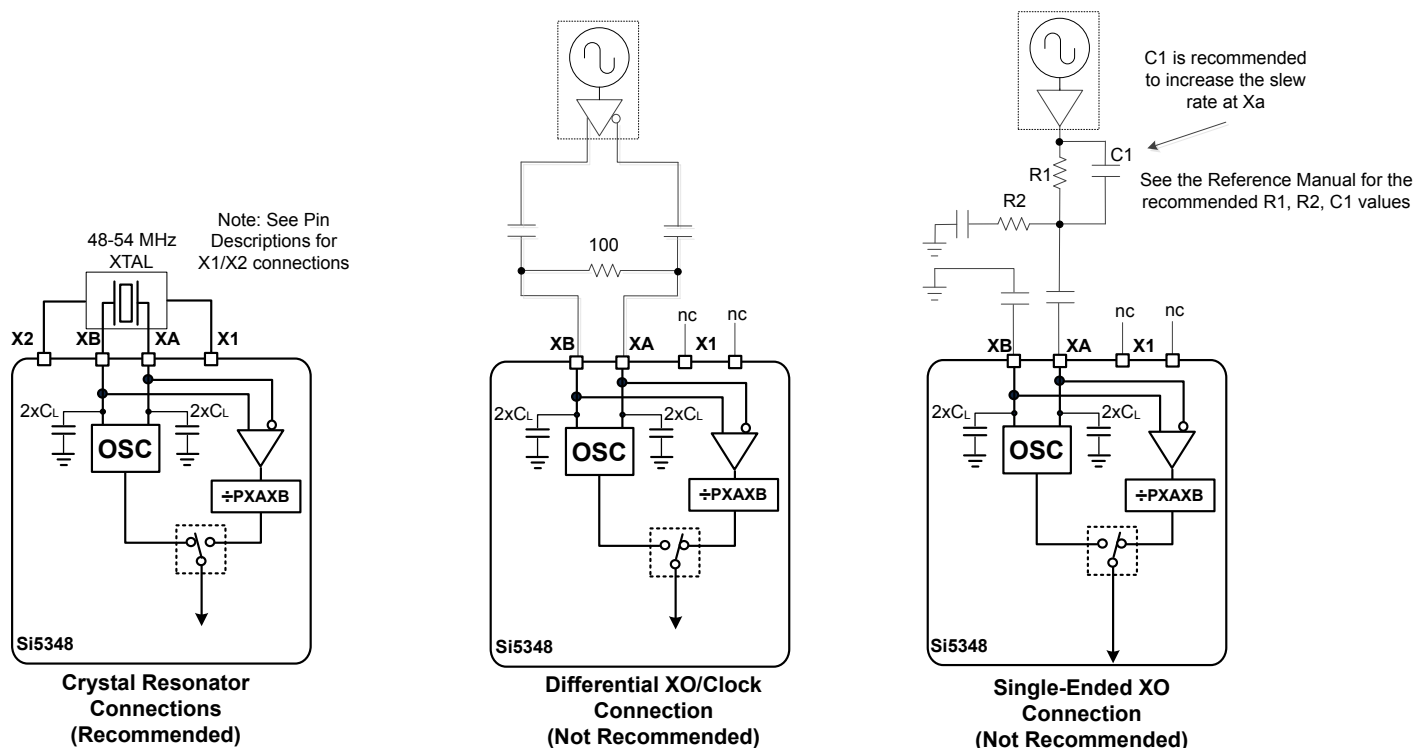 48-54 MHz
XTAL
Note: See Pin
Descriptions for
X1/X2 connections
X2
XB
XA
X1
2xCL
2xCL
OSC
÷PXAXB
Si5348
Crystal Resonator
Connections
(Recommended)
100
nc
nc
XB
XA
X1
2xCL
2xCL
OSC
÷PXAXB
Si5348
Differential XO/Clock
Connection
(Not Recommended)
C1 is recommended
to increase the slew
rate at Xa
C1
R1
See the Reference Manual for the
recommended R1, R2, C1 values
R2
nc
nc
XB
XA
X1
2xCL
2xCL
OSC
÷PXAXB
Si5348
Single-Ended XO
Connection
(Not Recommended)